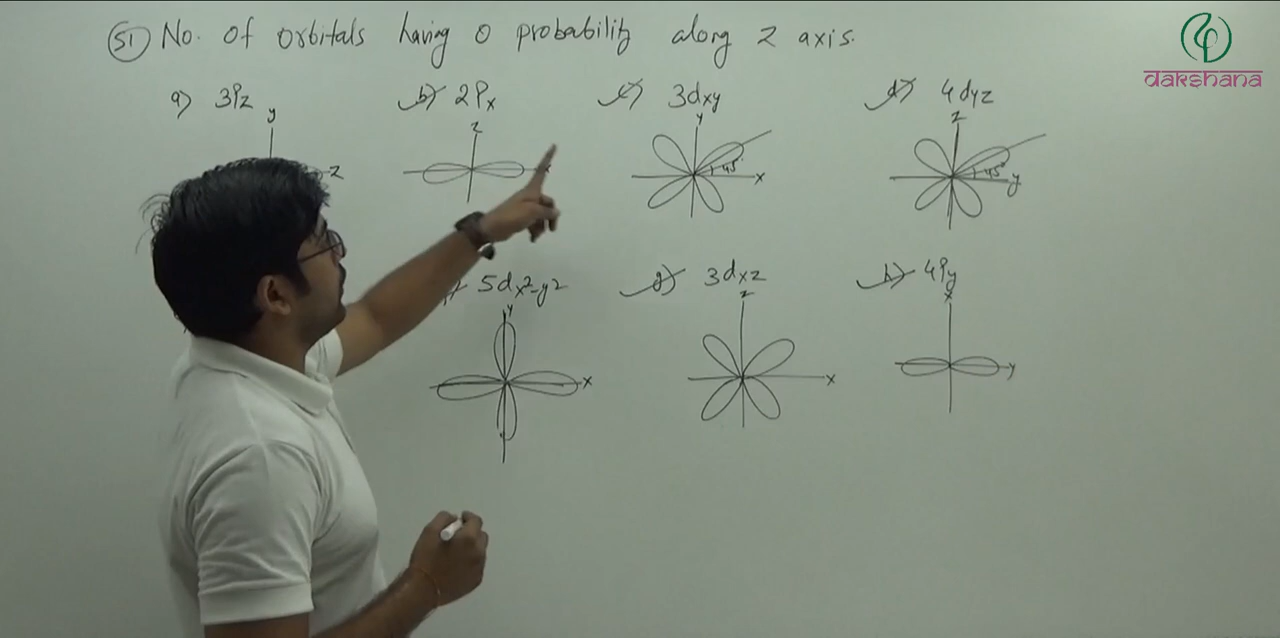 51 No. of orbitals having 0 probability along z axis.
dakshana
a) 3Pz b) 2Px c) 3dxy d) 4dyz
y z y z
z x 45° x 45° y
5dx²-y² g) 3dxz h) 4Py
y z x
x x y